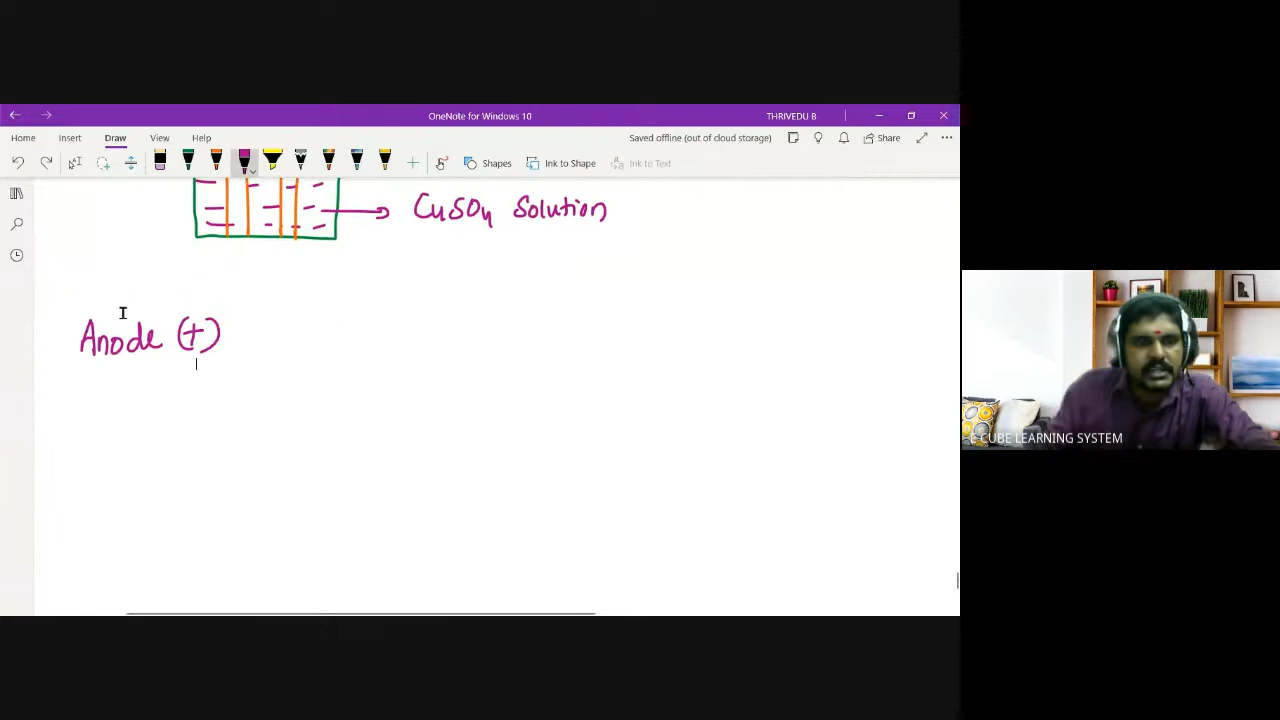 OneNote for Windows 10
THRIVEDU B
Home Insert Draw View Help
Saved offline (out of cloud storage)
Share
Shapes
Ink to Shape
Ink to Text
CuSO4 Solution
Anode (+)
E CUBE LEARNING SYSTEM